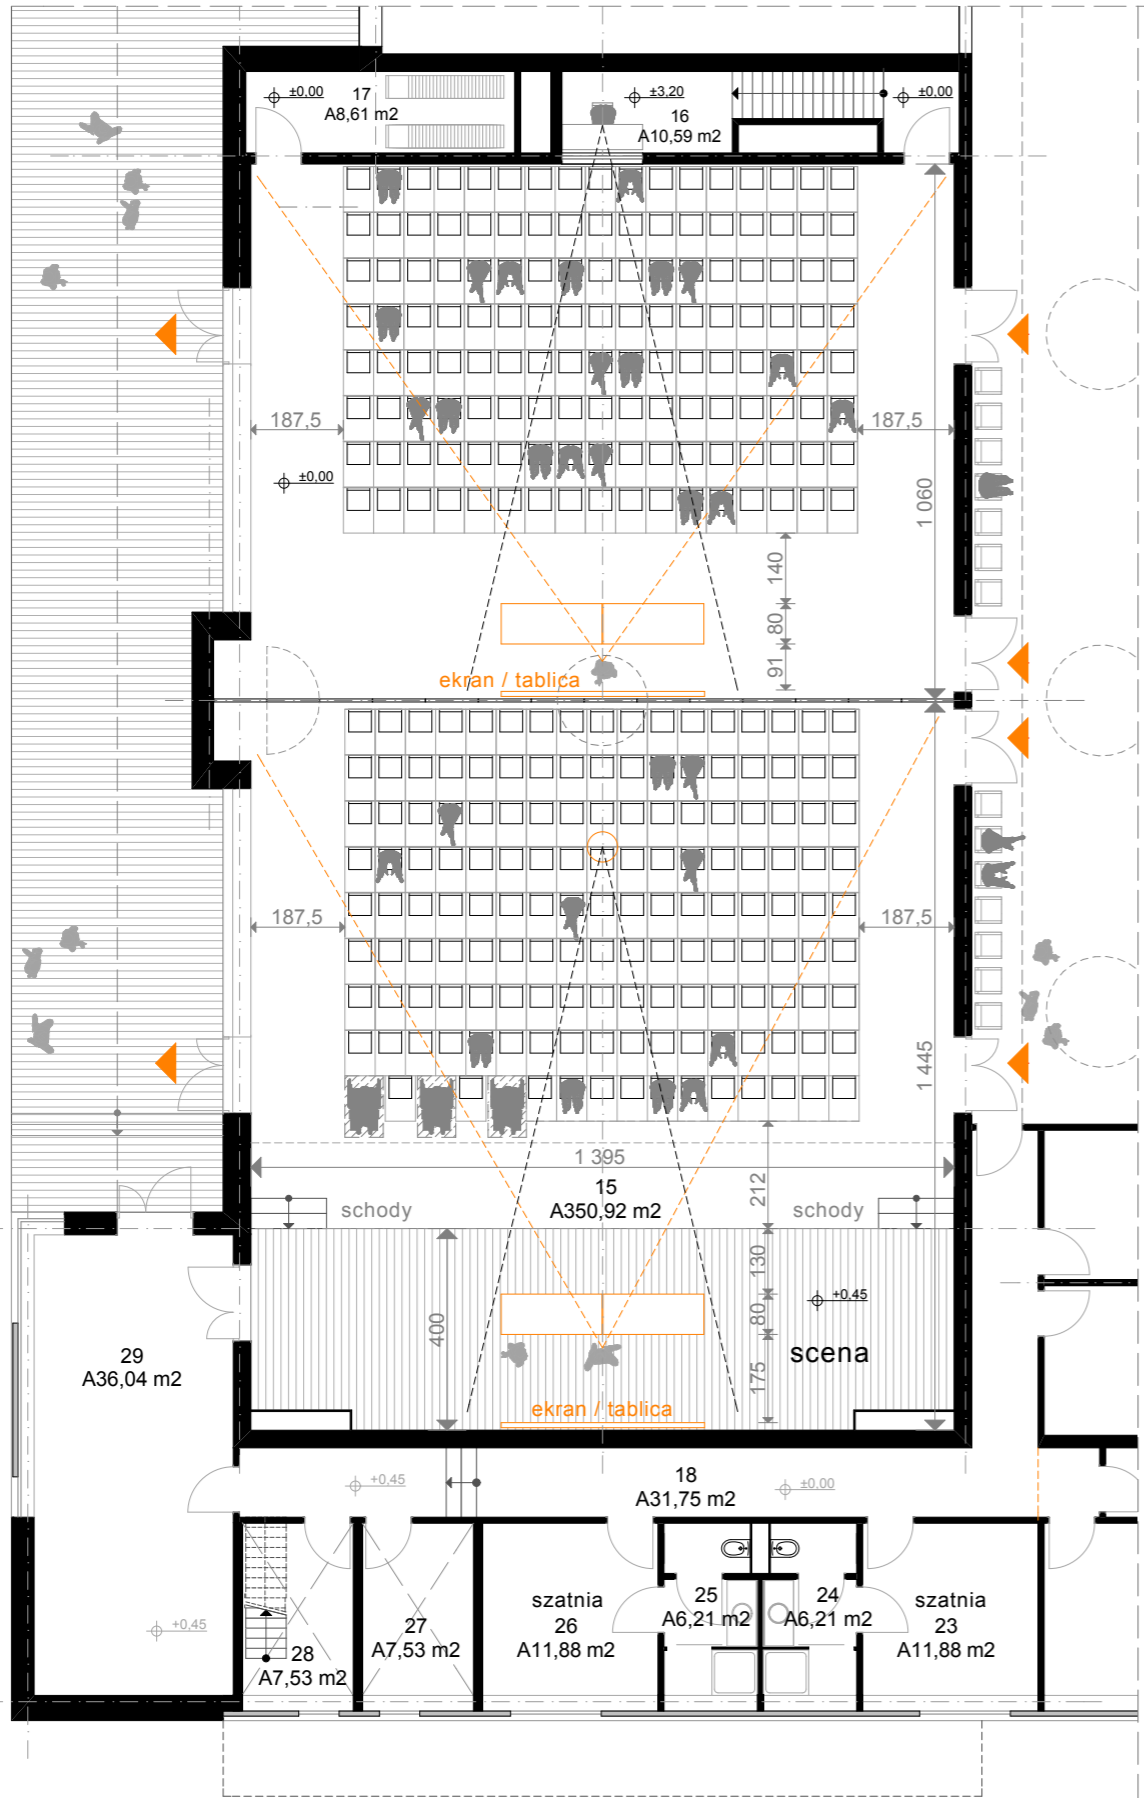 ±0,00
17
A8,61 m2
±3,20
16
A10,59 m2
±0,00
187,5
187,5
±0,00
1 060
140
80
91
ekran / tablica
187,5
187,5
1 445
1 395
15
A350,92 m2
212
schody
schody
130
400
80
+0,45
scena
175
ekran / tablica
29
A36,04 m2
+0,45
18
A31,75 m2
±0,00
+0,45
28
A7,53 m2
27
A7,53 m2
szatnia
26
A11,88 m2
25
A6,21 m2
24
A6,21 m2
szatnia
23
A11,88 m2